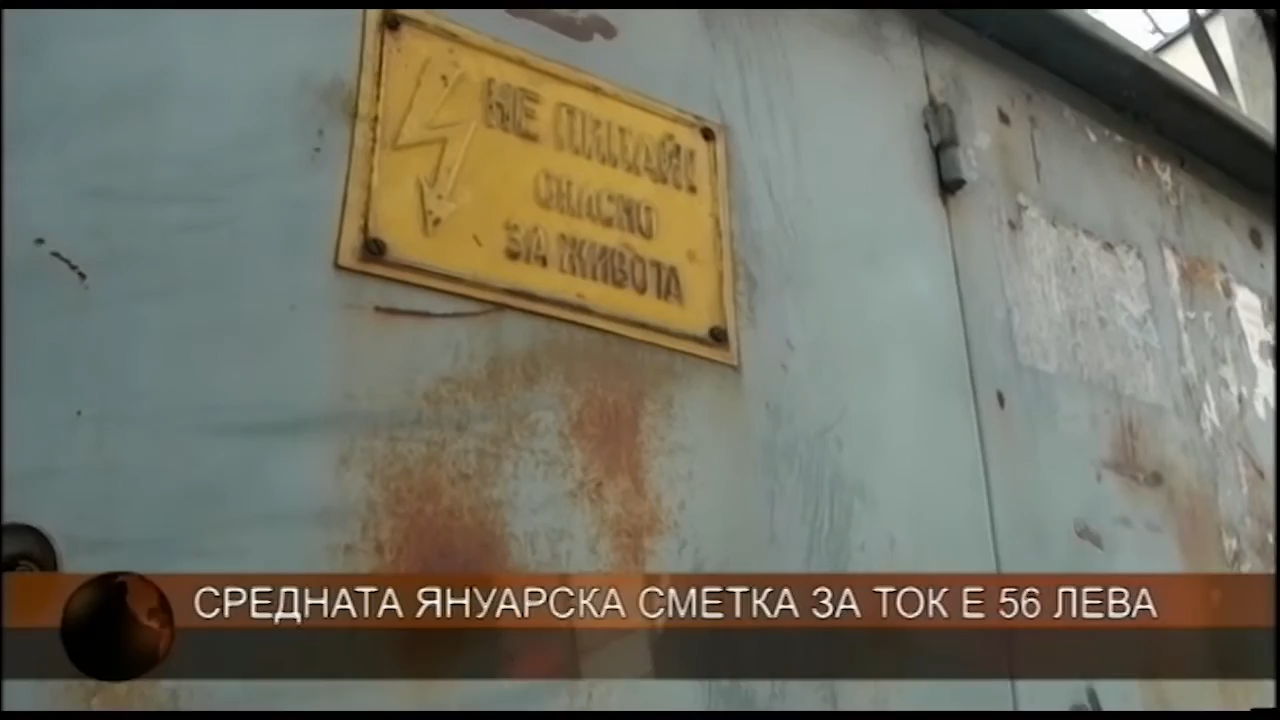 НЕ ПИПАЙ!
ОПАСНО
ЗА ЖИВОТА
СРЕДНАТА ЯНУАРСКА СМЕТКА ЗА ТОК Е 56 ЛЕВА